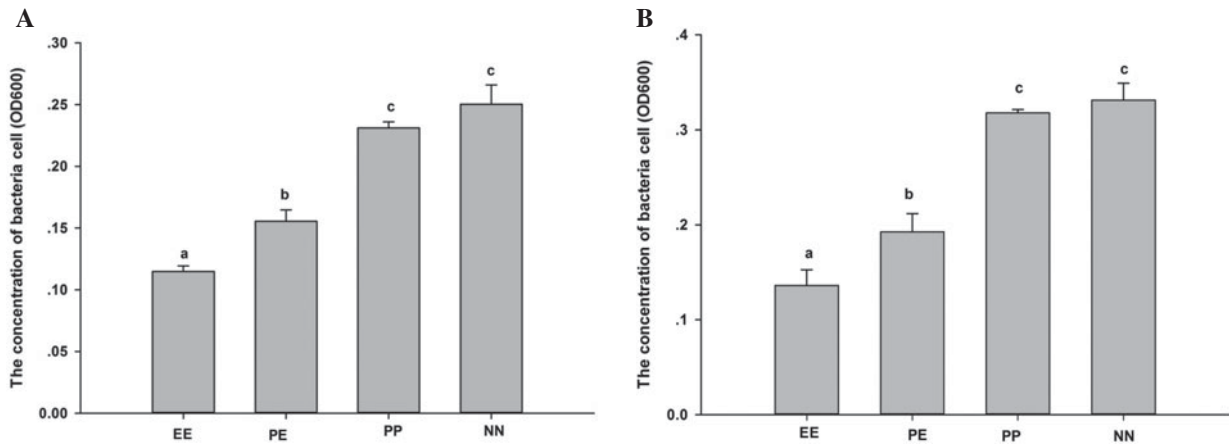 A
The concentration of bacteria cell (OD600)
.30
.25
.20
.15
.10
.05
0.00
a
b
c
c
EE PE PP NN
B
The concentration of bacteria cell (OD600)
.4
.3
.2
.1
0.0
a
b
c
c
EE PE PP NN